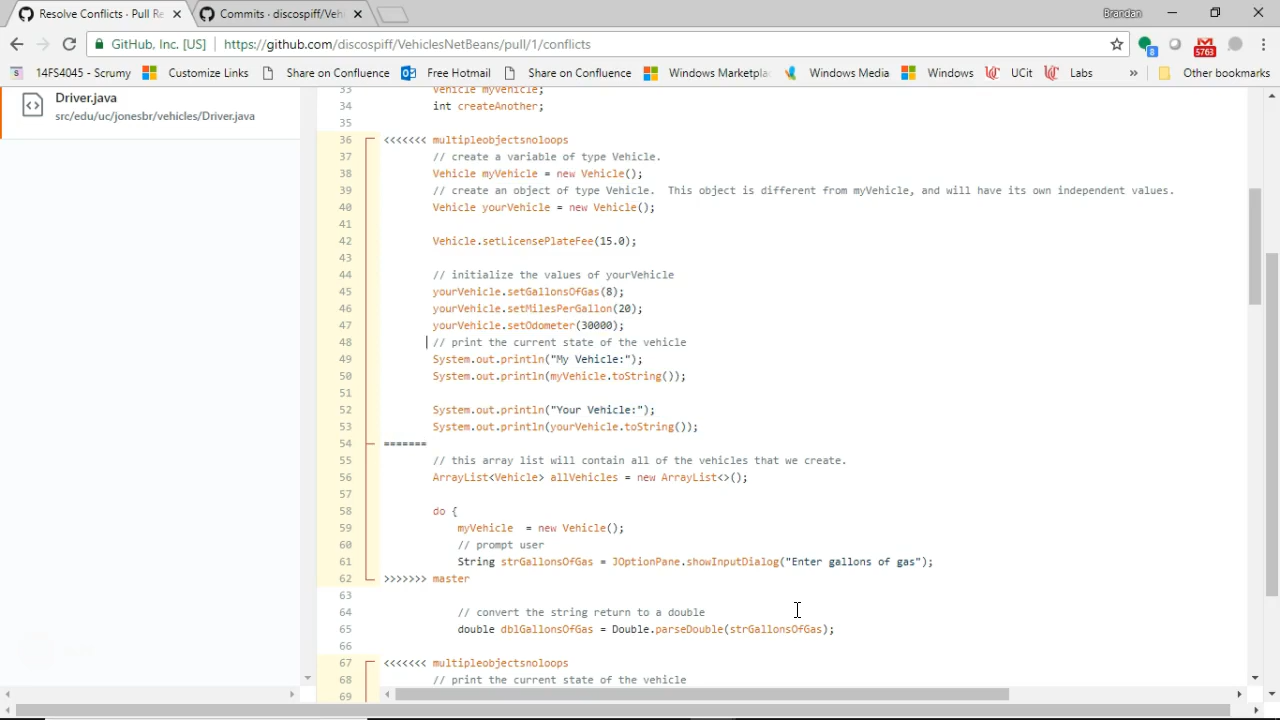 Resolve Conflicts · Pull Re
Commits · discospiff/Veh
Brandan
GitHub, Inc. [US]
https://github.com/discospiff/VehiclesNetBeans/pull/1/conflicts
8
5763
14FS4045 - Scrumy
Customize Links
Share on Confluence
Free Hotmail
Share on Confluence
Windows Marketpla
Windows Media
Windows
UCit
Labs
»
Other bookmarks
Driver.java
src/edu/uc/jonesbr/vehicles/Driver.java
33 Vehicle myVehicle;
34 int createAnother;
35
36 <<<<<<< multipleobjectsnoloops
37 // create a variable of type Vehicle.
38 Vehicle myVehicle = new Vehicle();
39 // create an object of type Vehicle.  This object is different from myVehicle, and will have its own independent values.
40 Vehicle yourVehicle = new Vehicle();
41
42 Vehicle.setLicensePlateFee(15.0);
43
44 // initialize the values of yourVehicle
45 yourVehicle.setGallonsOfGas(8);
46 yourVehicle.setMilesPerGallon(20);
47 yourVehicle.setOdometer(30000);
48 // print the current state of the vehicle
49 System.out.println("My Vehicle:");
50 System.out.println(myVehicle.toString());
51
52 System.out.println("Your Vehicle:");
53 System.out.println(yourVehicle.toString());
54 =======
55 // this array list will contain all of the vehicles that we create.
56 ArrayList<Vehicle> allVehicles = new ArrayList<>();
57
58 do {
59 myVehicle  = new Vehicle();
60 // prompt user
61 String strGallonsOfGas = JOptionPane.showInputDialog("Enter gallons of gas");
62 >>>>>>> master
63
64 // convert the string return to a double
65 double dblGallonsOfGas = Double.parseDouble(strGallonsOfGas);
66
67 <<<<<<< multipleobjectsnoloops
68 // print the current state of the vehicle
69